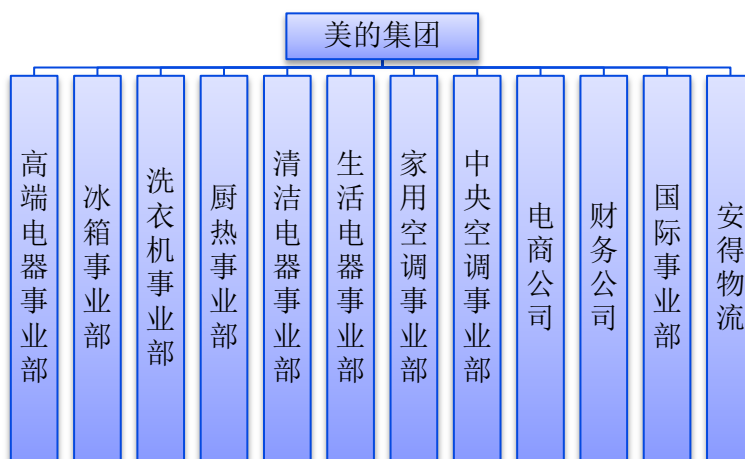 美的集团
高端电器事业部
冰箱事业部
洗衣机事业部
厨热事业部
清洁电器事业部
生活电器事业部
家用空调事业部
中央空调事业部
电商公司
财务公司
国际事业部
安得物流